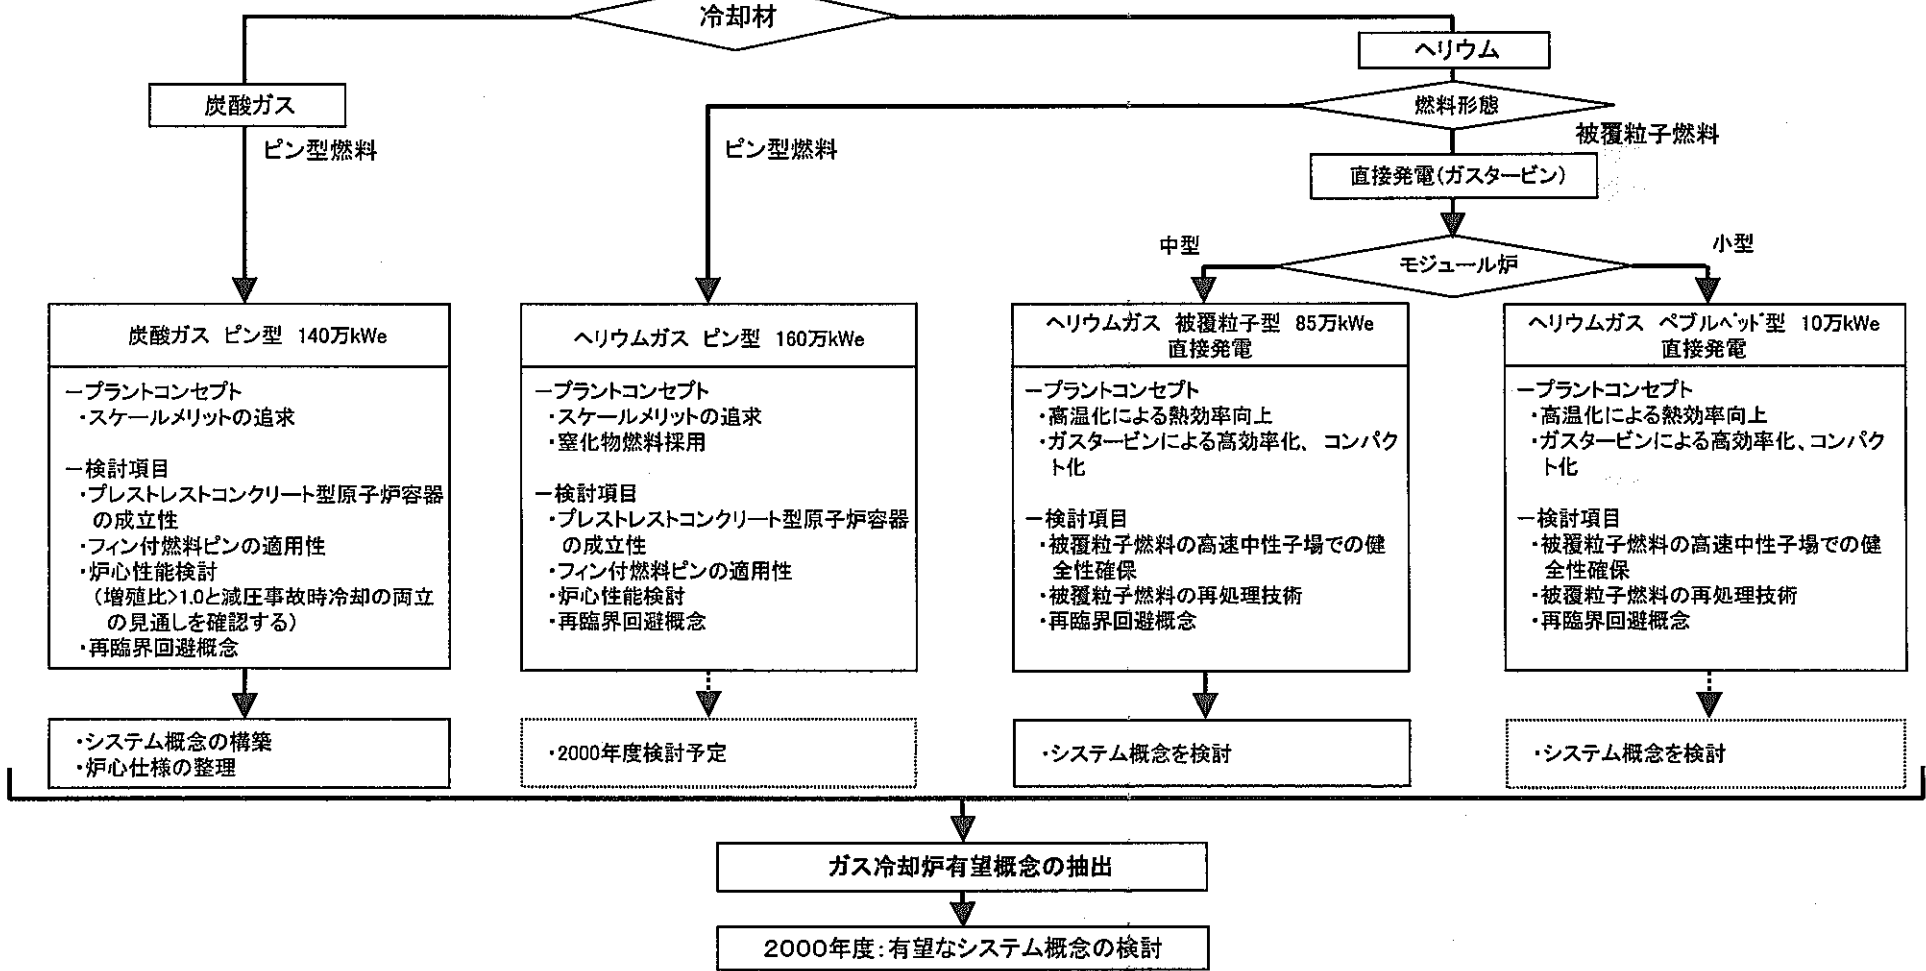 冷却材
ヘリウム
炭酸ガス
燃料形態
ピン型燃料
ピン型燃料
被覆粒子燃料
直接発電(ガスタービン)
中型
小型
モジュール炉
炭酸ガス ピン型 140万kWe
－プラントコンセプト
・スケールメリットの追求
－検討項目
・プレストレストコンクリート型原子炉容器
の成立性
・フィン付燃料ピンの適用性
・炉心性能検討
（増殖比>1.0と減圧事故時冷却の両立
の見通しを確認する）
・再臨界回避概念
・システム概念の構築
・炉心仕様の整理
ヘリウムガス ピン型 160万kWe
－プラントコンセプト
・スケールメリットの追求
・窒化物燃料採用
－検討項目
・プレストレストコンクリート型原子炉容器
の成立性
・フィン付燃料ピンの適用性
・炉心性能検討
・再臨界回避概念
・2000年度検討予定
ヘリウムガス 被覆粒子型 85万kWe
直接発電
－プラントコンセプト
・高温化による熱効率向上
・ガスタービンによる高効率化、コンパク
ト化
－検討項目
・被覆粒子燃料の高速中性子場での健
全性確保
・被覆粒子燃料の再処理技術
・再臨界回避概念
・システム概念を検討
ヘリウムガス ペブルベッド型 10万kWe
直接発電
－プラントコンセプト
・高温化による熱効率向上
・ガスタービンによる高効率化、コンパク
ト化
－検討項目
・被覆粒子燃料の高速中性子場での健
全性確保
・被覆粒子燃料の再処理技術
・再臨界回避概念
・システム概念を検討
ガス冷却炉有望概念の抽出
２０００年度：有望なシステム概念の検討